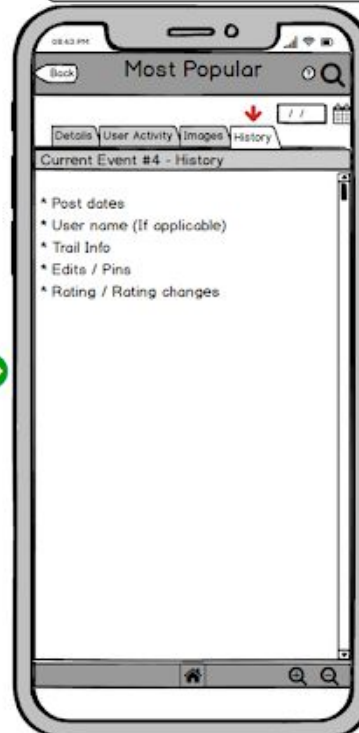 08:43 PM
Back
Most Popular
?
/ /
Details User Activity Images History
Current Event #4 - History
* Post dates
* User name (If applicable)
* Trail Info
* Edits / Pins
* Rating / Rating changes